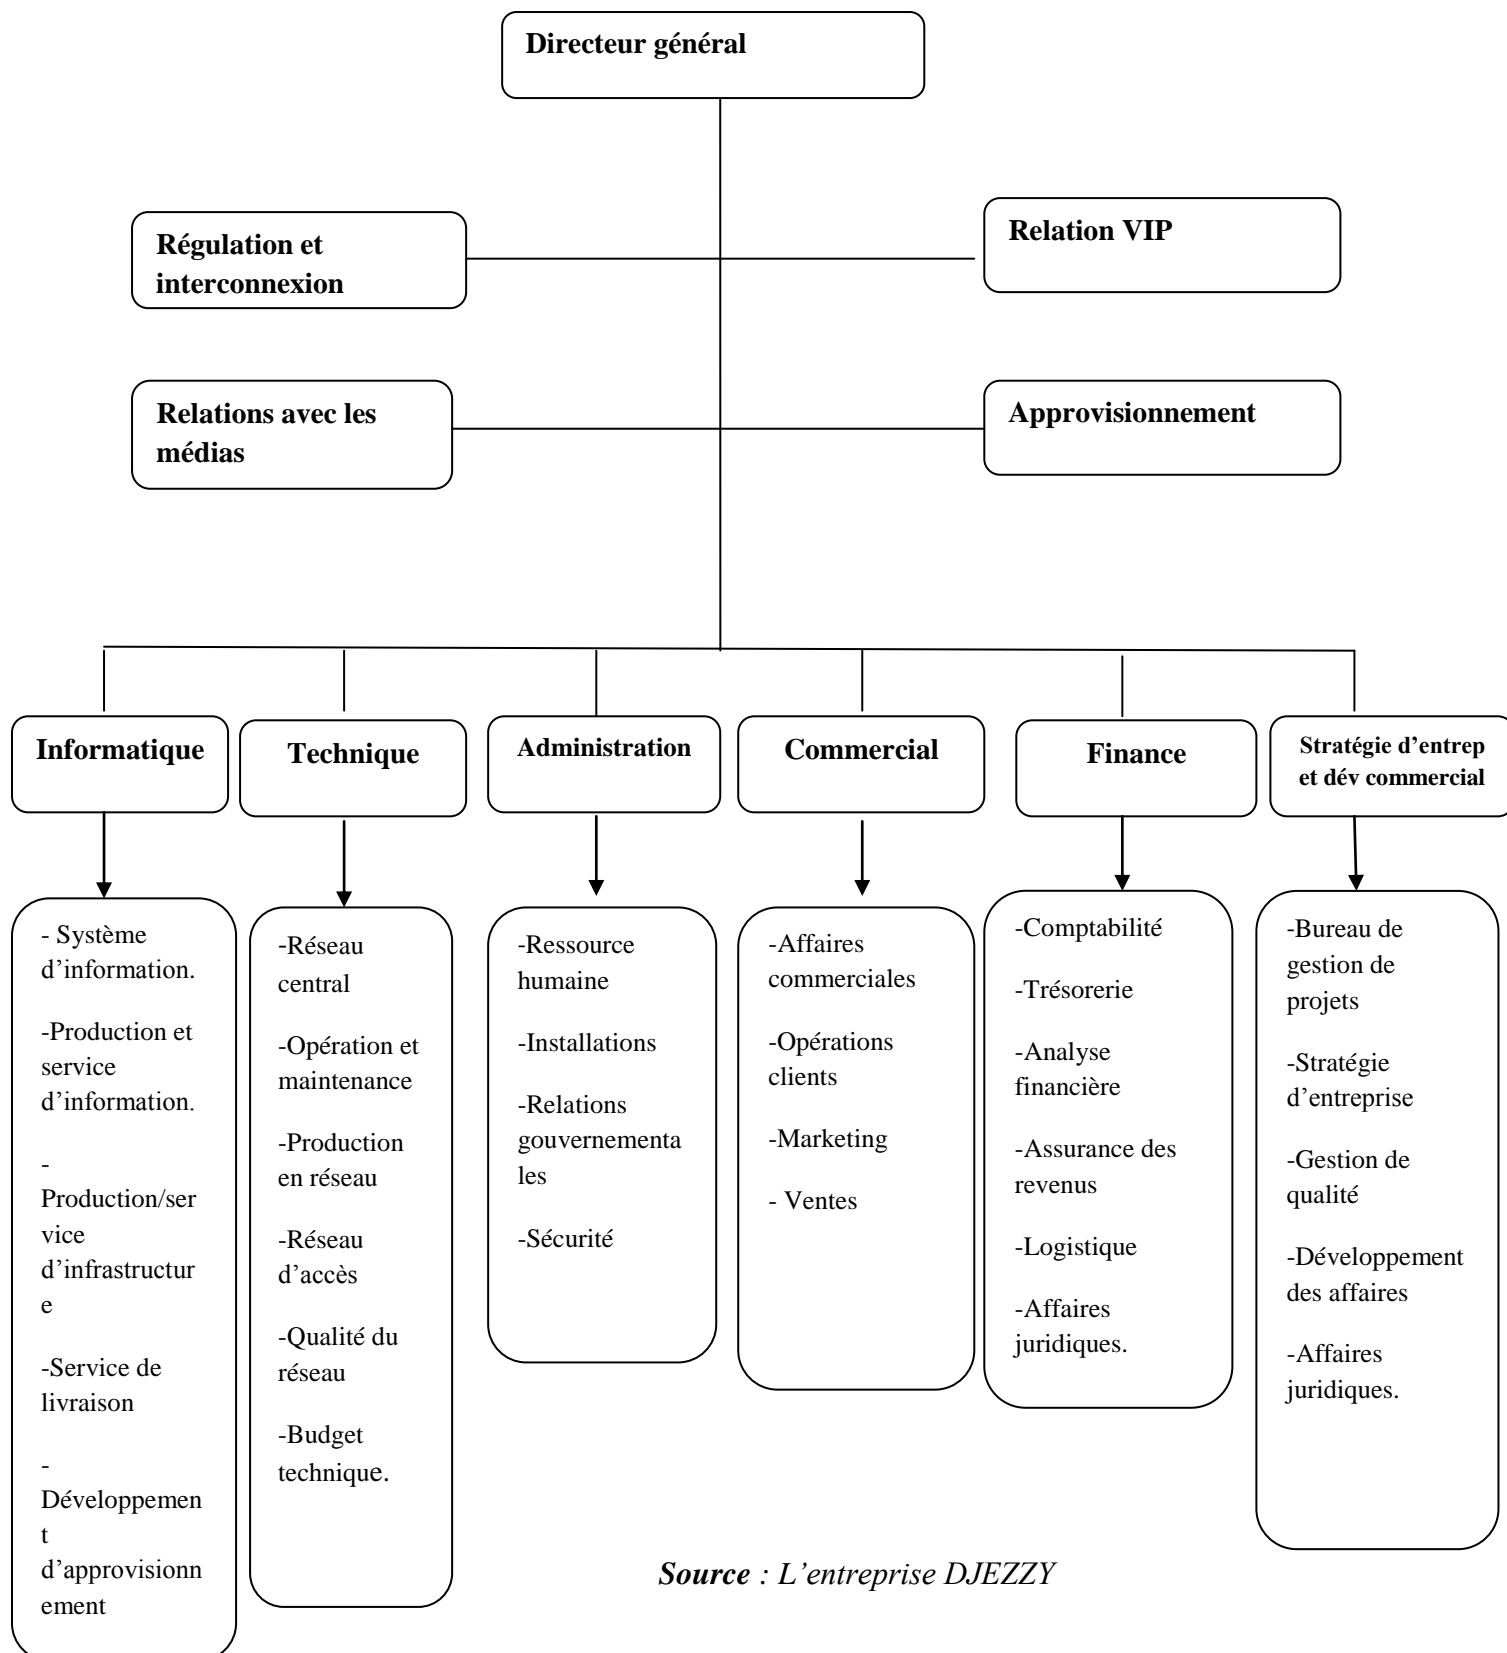 Directeur général
Régulation et
interconnexion
Relation VIP
Relations avec les
médias
Approvisionnement
Informatique
Technique
Administration
Commercial
Finance
Stratégie d’entrep
et dév commercial
- Système
d’information.
-Production et
service
d’information.
-
Production/ser
vice
d’infrastructur
e
-Service de
livraison
-
Développemen
t
d’approvisionn
ement
-Réseau
central
-Opération et
maintenance
-Production
en réseau
-Réseau
d’accès
-Qualité du
réseau
-Budget
technique.
-Ressource
humaine
-Installations
-Relations
gouvernementa
les
-Sécurité
-Affaires
commerciales
-Opérations
clients
-Marketing
- Ventes
-Comptabilité
-Trésorerie
-Analyse
financière
-Assurance des
revenus
-Logistique
-Affaires
juridiques.
-Bureau de
gestion de
projets
-Stratégie
d’entreprise
-Gestion de
qualité
-Développement
des affaires
-Affaires
juridiques.
Source : L’entreprise DJEZZY